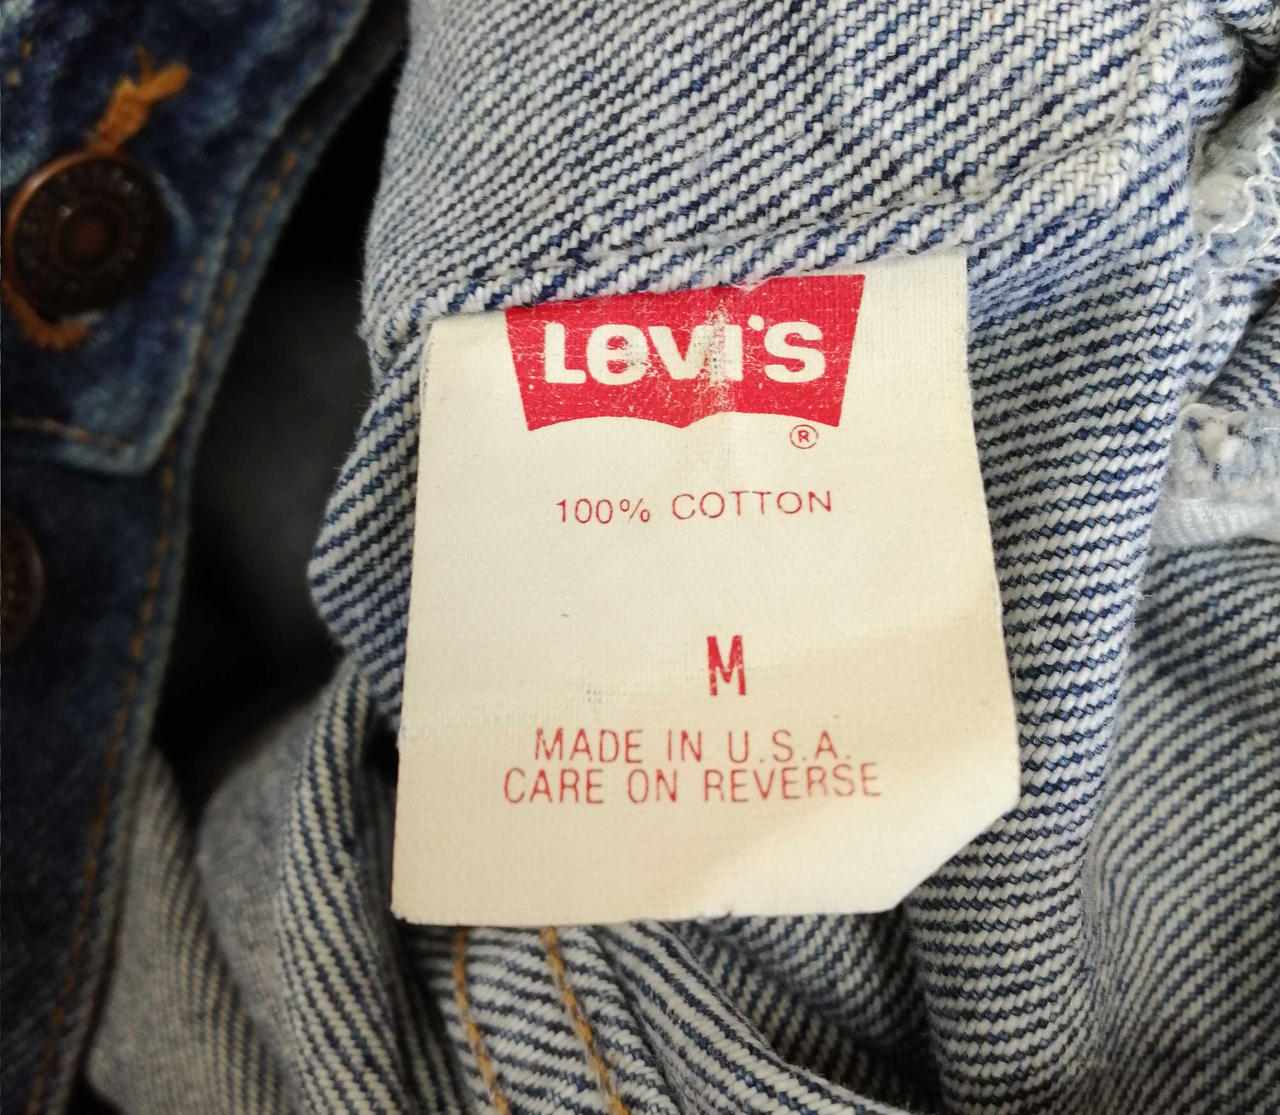 Levi's
®
100% COTTON
M
MADE IN U.S.A.
CARE ON REVERSE